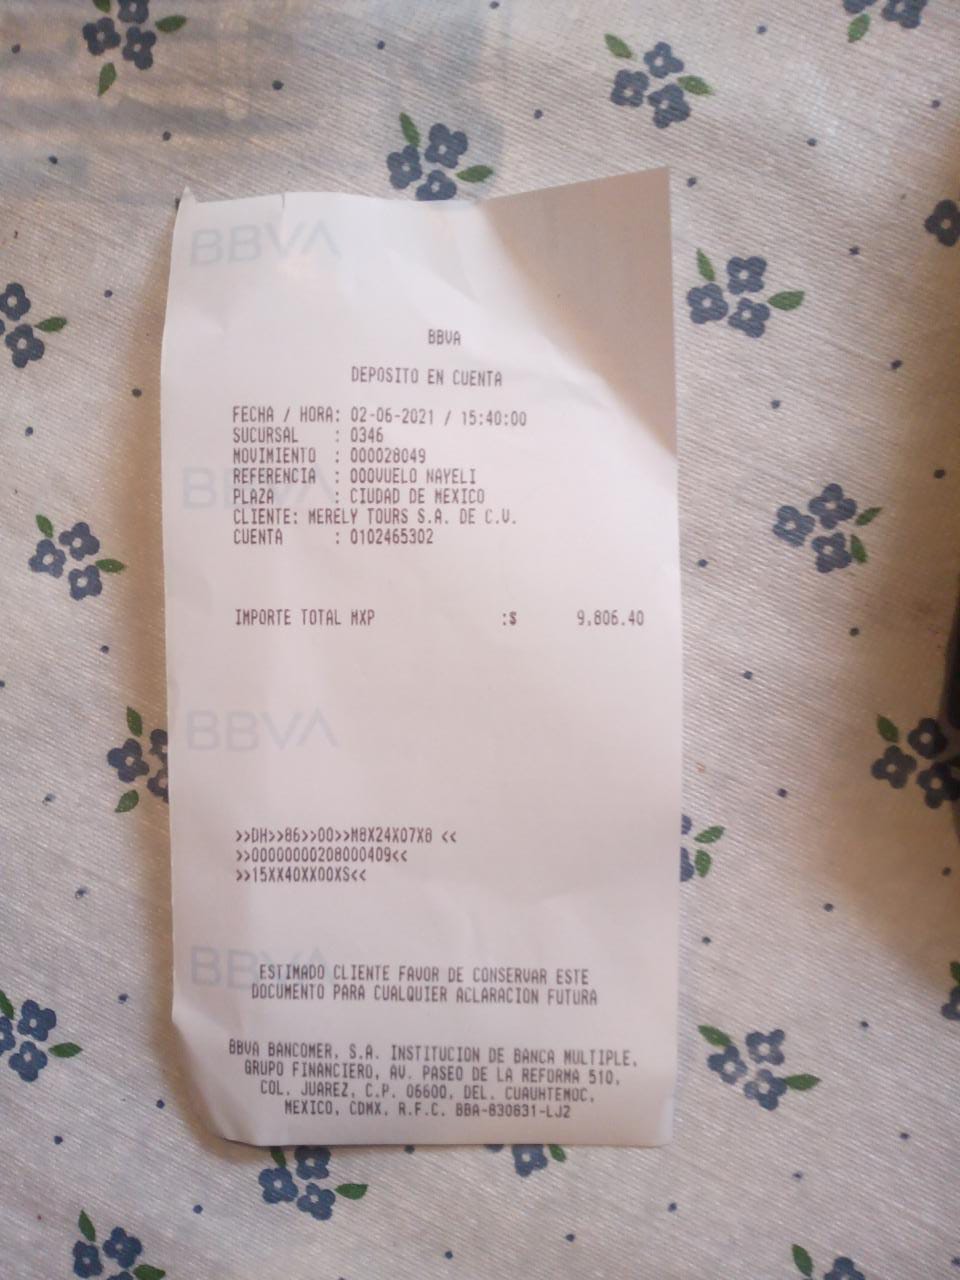 BBVA
BBVA
DEPOSITO EN CUENTA
FECHA / HORA: 02-06-2021 / 15:40:00
SUCURSAL : 0346
MOVIMIENTO : 000028049
REFERENCIA : 000VUELO NAYELI
BBVA
PLAZA : CIUDAD DE MEXICO
CLIENTE: MERELY TOURS S.A. DE C.V.
CUENTA : 0102465302
IMPORTE TOTAL MXP :$ 9,806.40
BBVA
>>DH>>86>>00>>M8X24X07X8 <<
>>00000000208000409<<
>>15XX40XX00XS<<
BBVA
ESTIMADO CLIENTE FAVOR DE CONSERVAR ESTE
DOCUMENTO PARA CUALQUIER ACLARACION FUTURA
BBVA BANCOMER, S.A. INSTITUCION DE BANCA MULTIPLE,
GRUPO FINANCIERO, AV. PASEO DE LA REFORMA 510,
COL. JUAREZ, C.P. 06600, DEL. CUAUHTEMOC,
MEXICO, CDMX, R.F.C. BBA-830831-LJ2